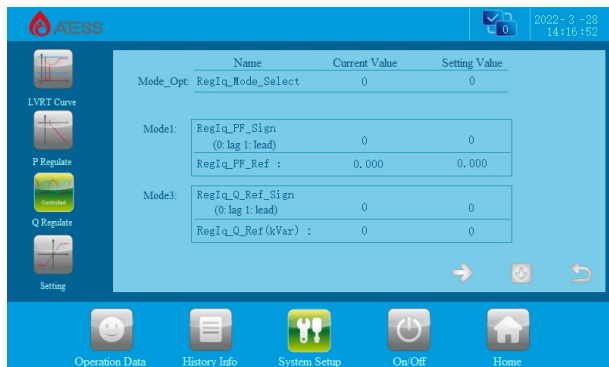 ATESS
0
2022- 3 -28
14:16:52
Name Current Value Setting Value
Mode_Opt: RegIq_Mode_Select 0 0
LVRT Curve
Mode1: RegIq_PF_Sign
(0: lag 1: lead) 0 0
RegIq_PF_Ref : 0.000 0.000
P Regulate
Mode3: RegIq_Q_Ref_Sign
(0: lag 1: lead) 0 0
RegIq_Q_Ref(kVar) : 0 0
Controlled
Q Regulate
Setting
Operation Data History Info System Setup On/Off Home